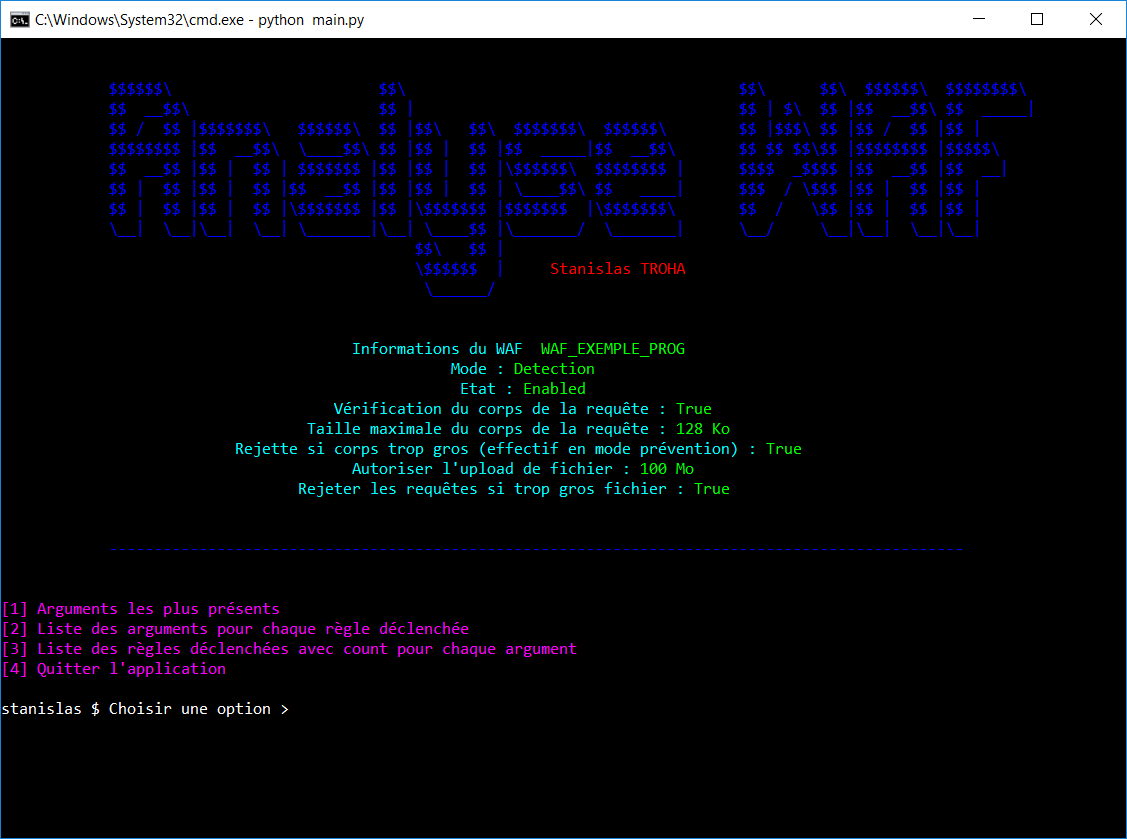 C:\Windows\System32\cmd.exe - python  main.py
Analyse WAF
Stanislas TROHA
Informations du WAF  WAF_EXEMPLE_PROG
Mode : Detection
Etat : Enabled
Vérification du corps de la requête : True
Taille maximale du corps de la requête : 128 Ko
Rejette si corps trop gros (effectif en mode prévention) : True
Autoriser l'upload de fichier : 100 Mo
Rejeter les requêtes si trop gros fichier : True
[1] Arguments les plus présents
[2] Liste des arguments pour chaque règle déclenchée
[3] Liste des règles déclenchées avec count pour chaque argument
[4] Quitter l'application
stanislas $ Choisir une option >